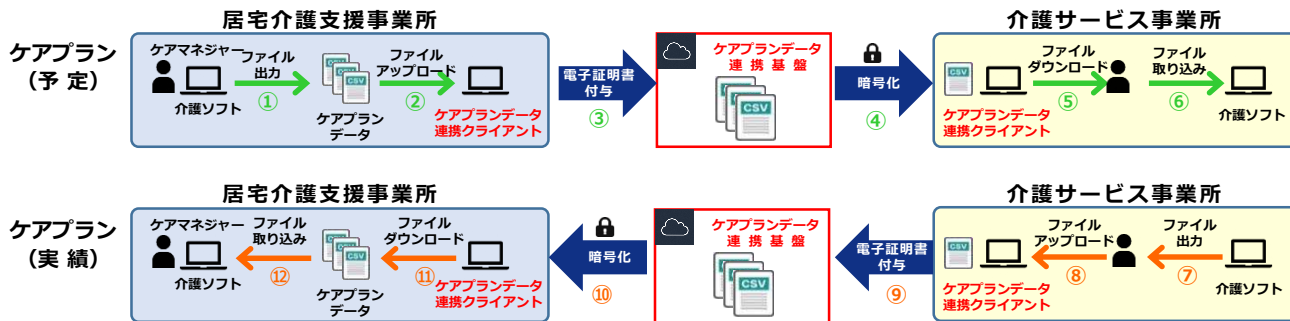 居宅介護支援事業所
介護サービス事業所
ケアプラン
（予 定）
ケアマネジャー
ファイル
出力
①
介護ソフト
CSV
ケアプラン
データ
ファイル
アップロード
②
ケアプランデータ
連携クライアント
電子証明書
付与
③
ケアプランデータ
連 携 基 盤
CSV
暗号化
④
CSV
ケアプランデータ
連携クライアント
ファイル
ダウンロード
⑤
ファイル
取り込み
⑥
介護ソフト
居宅介護支援事業所
介護サービス事業所
ケアプラン
（実 績）
ケアマネジャー
ファイル
取り込み
⑫
介護ソフト
CSV
ケアプラン
データ
ファイル
ダウンロード
⑪
ケアプランデータ
連携クライアント
暗号化
⑩
ケアプランデータ
連 携 基 盤
CSV
電子証明書
付与
⑨
CSV
ケアプランデータ
連携クライアント
ファイル
アップロード
⑧
ファイル
出力
⑦
介護ソフト